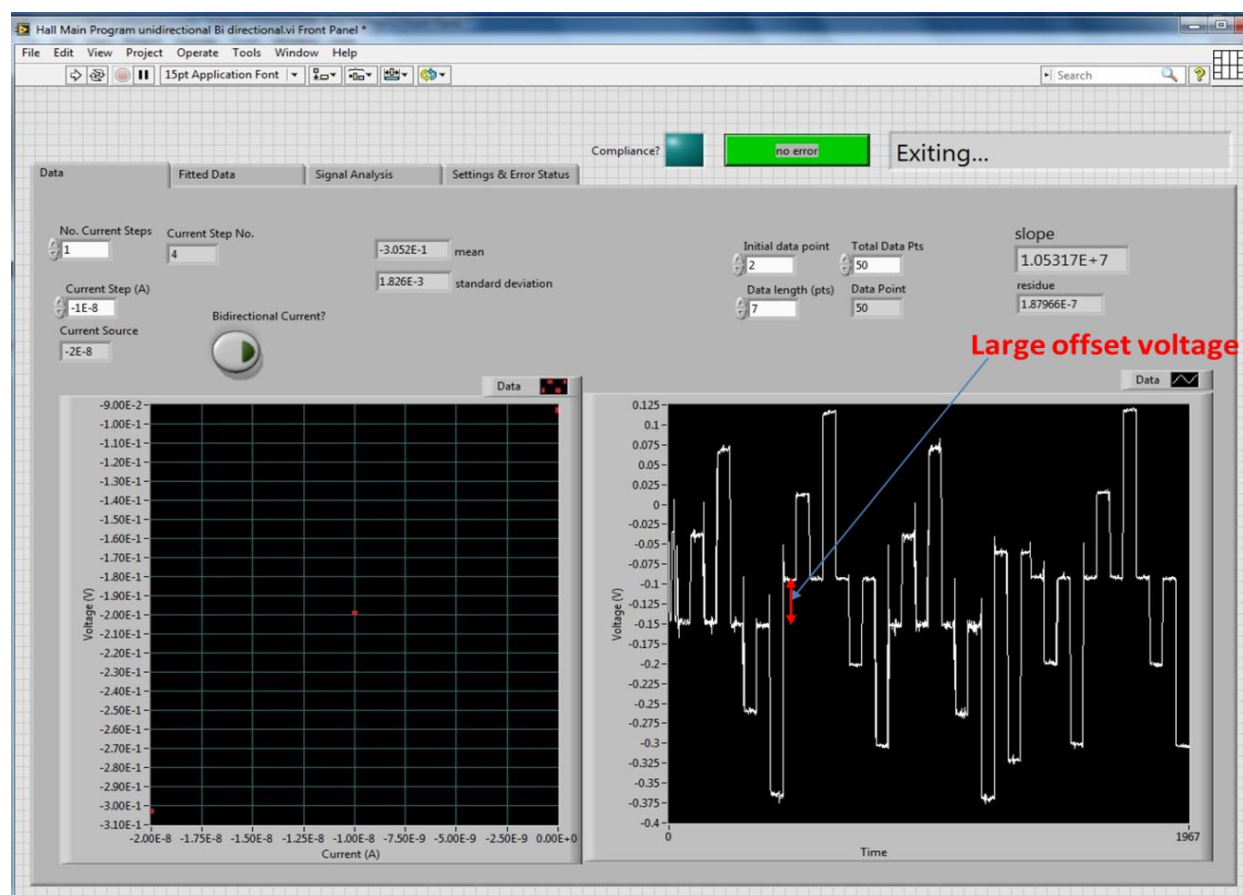 Hall Main Program unidirectional Bi directional.vi Front Panel *
File Edit View Project Operate Tools Window Help
15pt Application Font
Search
Compliance?
no error
Exiting...
Data Fitted Data Signal Analysis Settings & Error Status
No. Current Steps
1
Current Step No.
4
-3.052E-1 mean
1.826E-3 standard deviation
Current Step (A)
-1E-8
Current Source
-2E-8
Bidirectional Current?
Initial data point
2
Total Data Pts
50
Data length (pts)
7
Data Point
50
slope
1.05317E+7
residue
1.87966E-7
Large offset voltage
Data
-9.00E-2
-1.00E-1
-1.10E-1
-1.20E-1
-1.30E-1
-1.40E-1
-1.50E-1
-1.60E-1
-1.70E-1
-1.80E-1
-1.90E-1
-2.00E-1
-2.10E-1
-2.20E-1
-2.30E-1
-2.40E-1
-2.50E-1
-2.60E-1
-2.70E-1
-2.80E-1
-2.90E-1
-3.00E-1
-3.10E-1
Voltage (V)
-2.00E-8 -1.75E-8 -1.50E-8 -1.25E-8 -1.00E-8 -7.50E-9 -5.00E-9 -2.50E-9 0.00E+0
Current (A)
Data
0.125
0.1
0.075
0.05
0.025
0
-0.025
-0.05
-0.075
-0.1
-0.125
-0.15
-0.175
-0.2
-0.225
-0.25
-0.275
-0.3
-0.325
-0.35
-0.375
-0.4
Voltage (V)
0 1967
Time